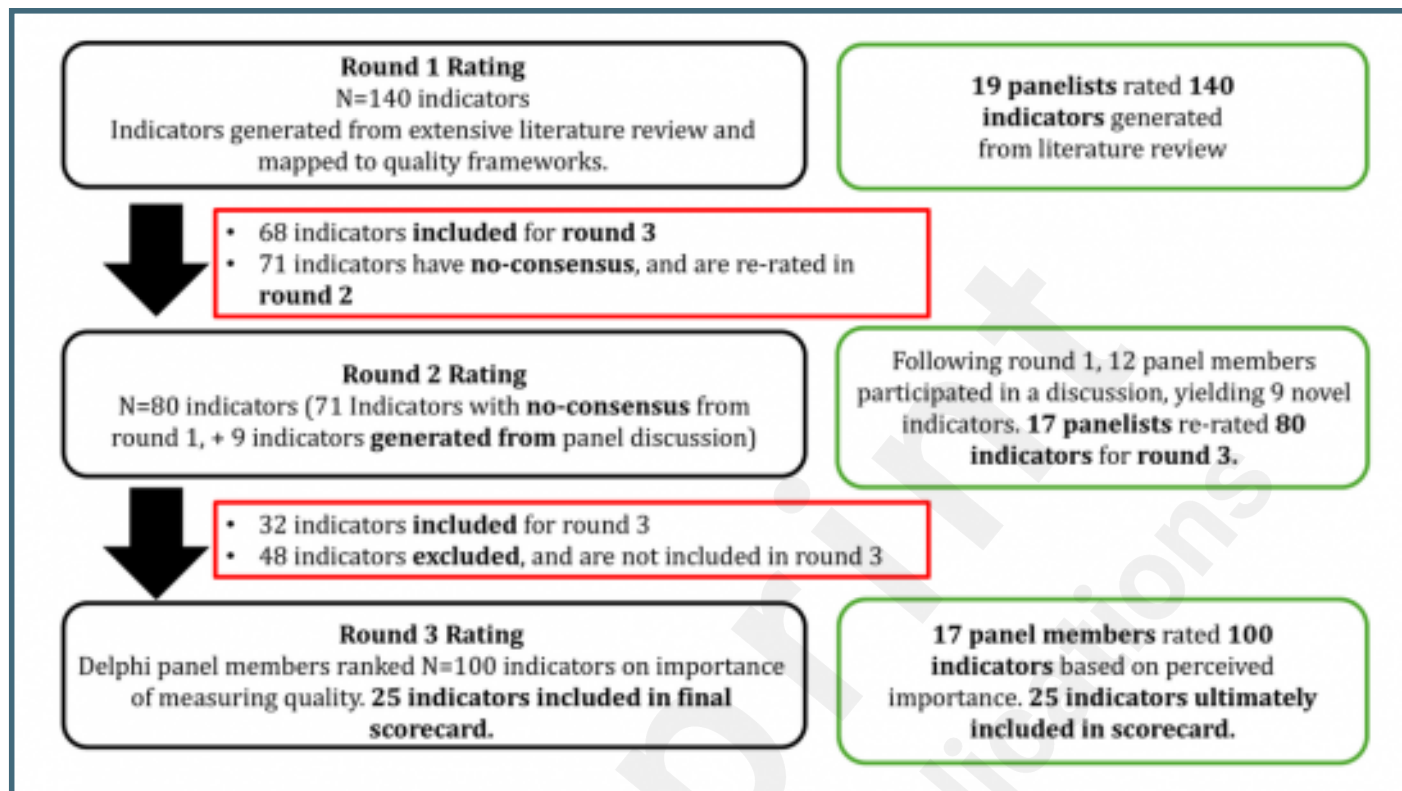 Round 1 Rating
N=140 indicators
Indicators generated from extensive literature review and
mapped to quality frameworks.
19 panelists rated 140
indicators generated
from literature review
• 68 indicators included for round 3
• 71 indicators have no-consensus, and are re-rated in
round 2
Round 2 Rating
N=80 indicators (71 Indicators with no-consensus from
round 1, + 9 indicators generated from panel discussion)
Following round 1, 12 panel members
participated in a discussion, yielding 9 novel
indicators. 17 panelists re-rated 80
indicators for round 3.
• 32 indicators included for round 3
• 48 indicators excluded, and are not included in round 3
Round 3 Rating
Delphi panel members ranked N=100 indicators on importance
of measuring quality. 25 indicators included in final
scorecard.
17 panel members rated 100
indicators based on perceived
importance. 25 indicators ultimately
included in scorecard.